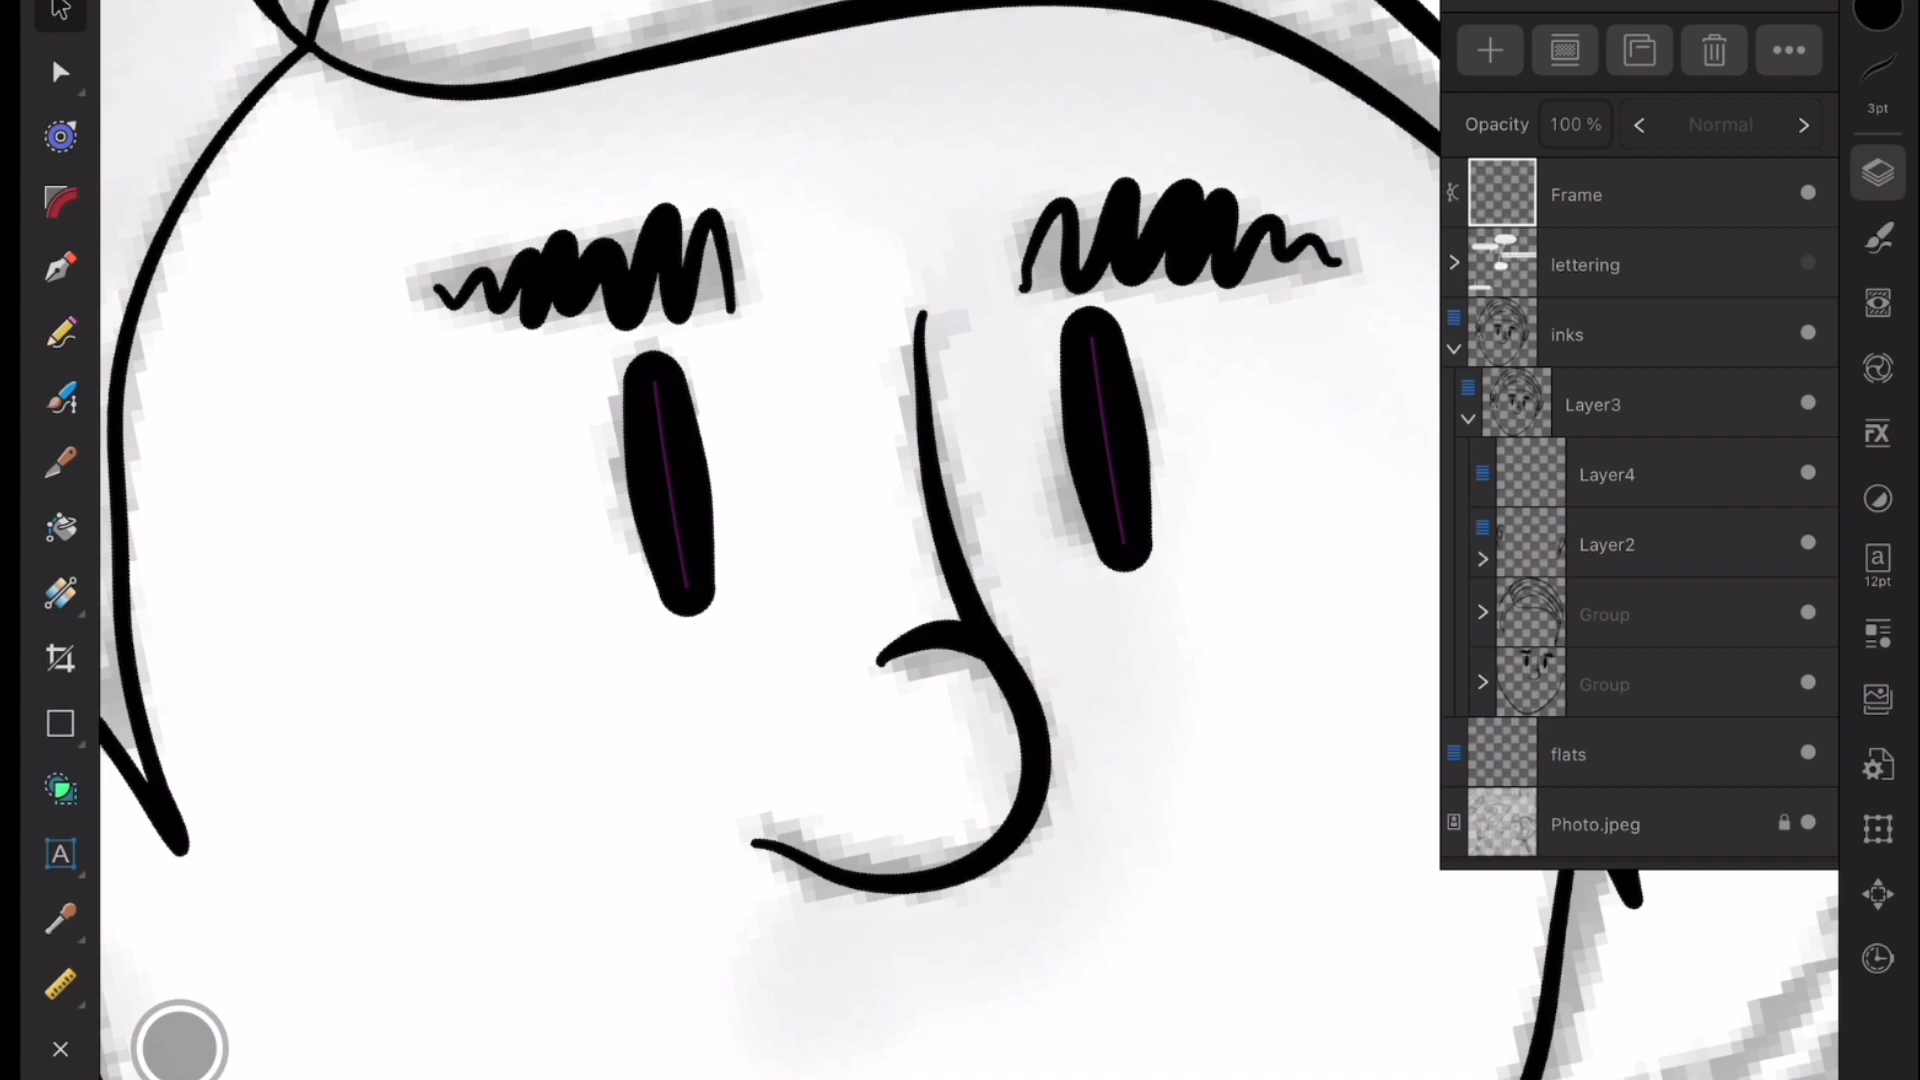 3pt
Opacity 100 % Normal
Frame
lettering
inks
Layer3
Layer4
Layer2
Group
Group
flats
Photo.jpeg
FX
a
12pt
A